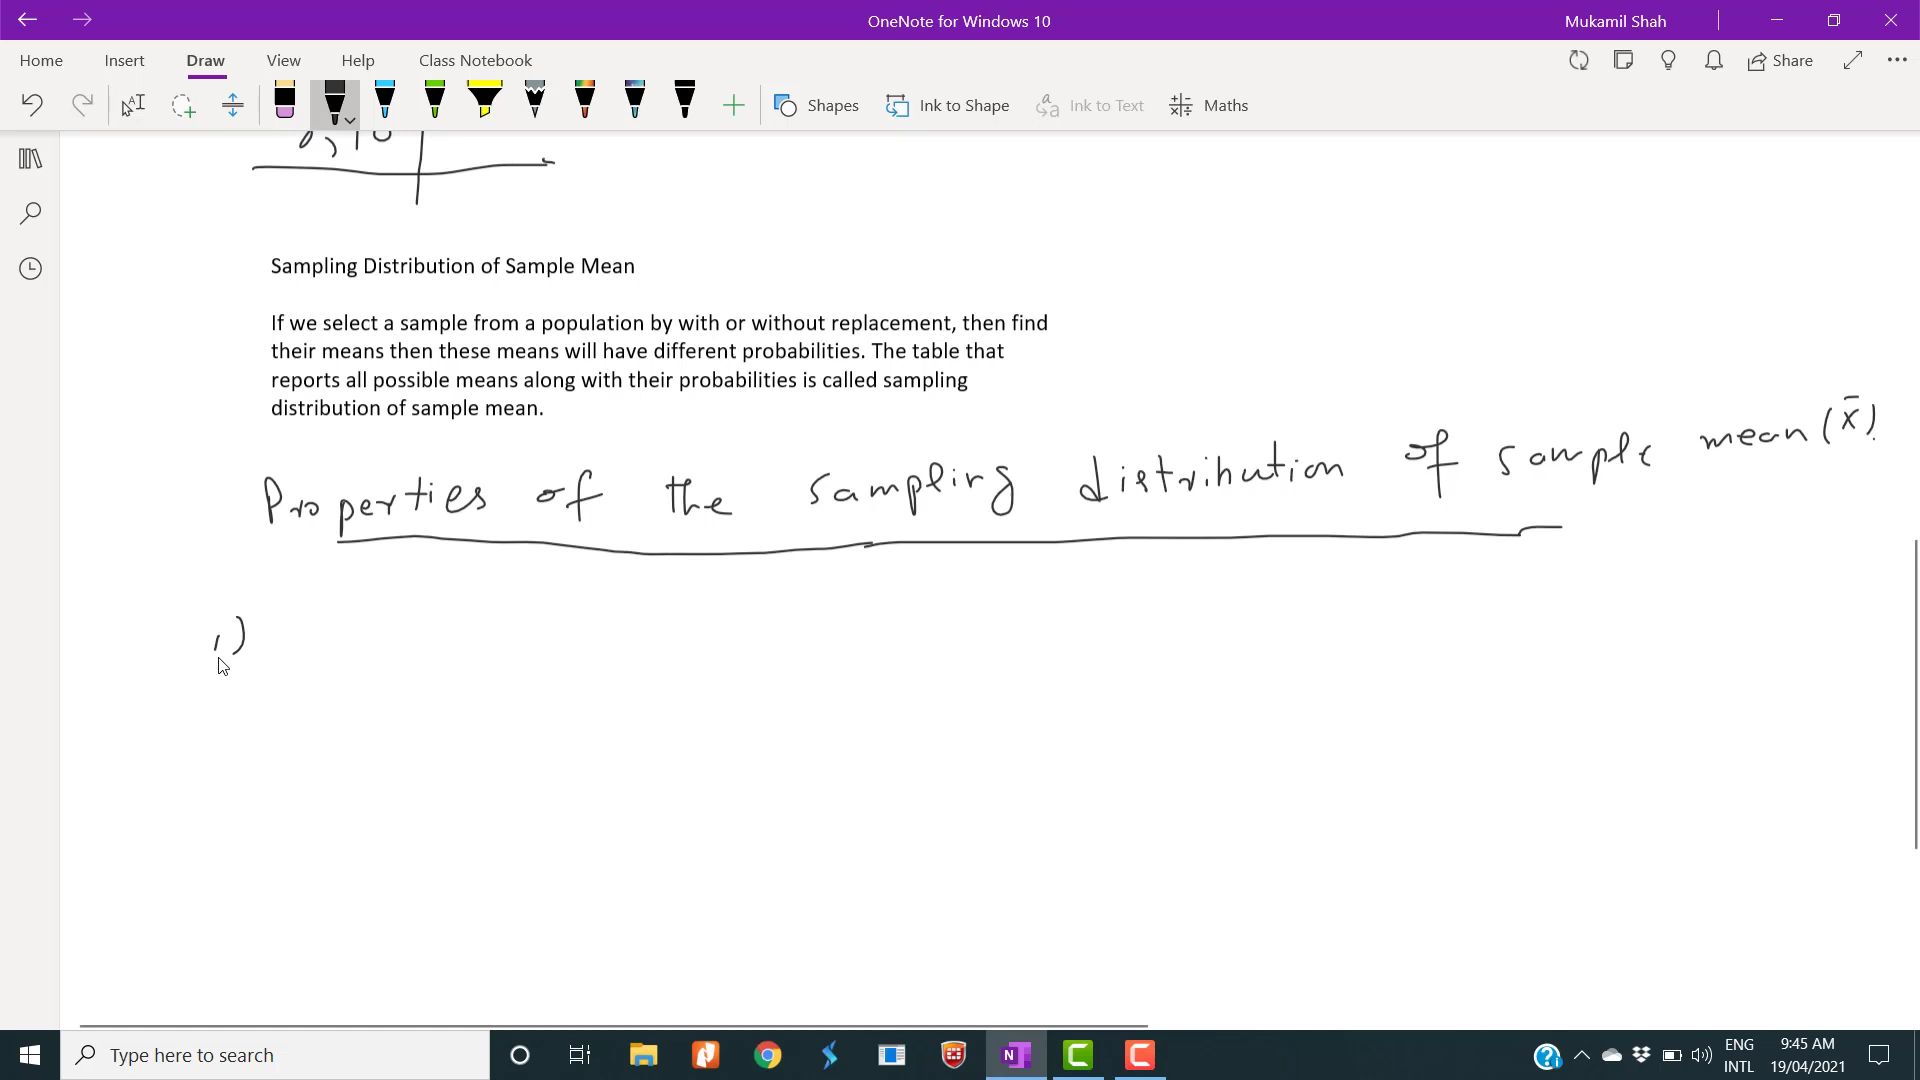 OneNote for Windows 10
Mukamil Shah
Home Insert Draw View Help Class Notebook
Share
Shapes Ink to Shape Ink to Text Maths
Sampling Distribution of Sample Mean
If we select a sample from a population by with or without replacement, then find
their means then these means will have different probabilities. The table that
reports all possible means along with their probabilities is called sampling
distribution of sample mean.
Properties of the sampling distribution of sample mean (x̄)
1)
Type here to search
ENG 9:45 AM
INTL 19/04/2021